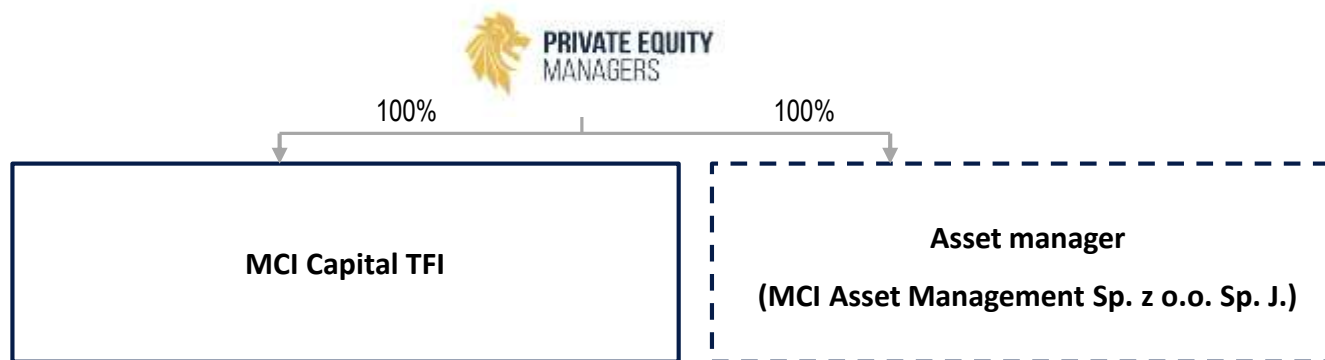 PRIVATE EQUITY
MANAGERS
100%
100%
MCI Capital TFI
Asset manager
(MCI Asset Management Sp. z o.o. Sp. J.)